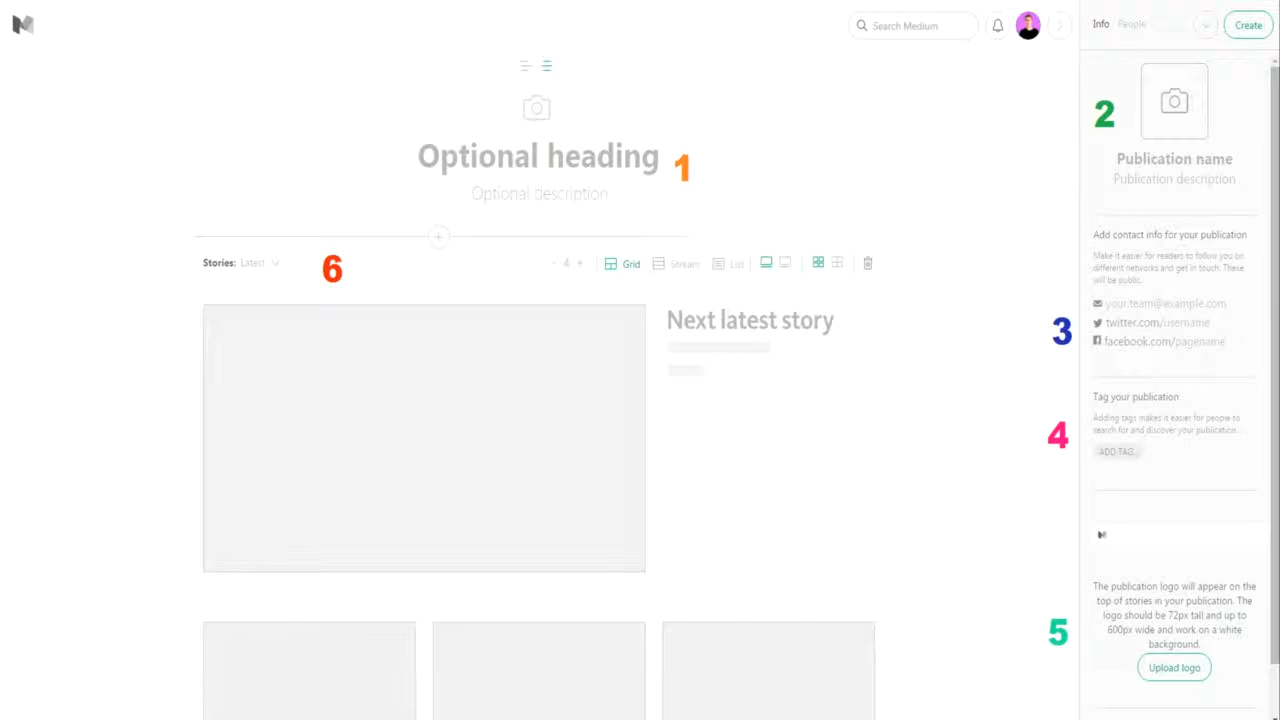 Search Medium
Info People
Create
Optional heading
1
Optional description
2
Publication name
Publication description
Add contact info for your publication
Make it easier for readers to follow you on
different networks and get in touch. These
will be public.
your.team@example.com
twitter.com/username
facebook.com/pagename
3
Stories: Latest
6
- 4 +
Grid
Stream
List
Next latest story
Tag your publication
Adding tags makes it easier for people to
search for and discover your publication.
4
ADD TAG...
The publication logo will appear on the
top of stories in your publication. The
logo should be 72px tall and up to
600px wide and work on a white
background.
5
Upload logo